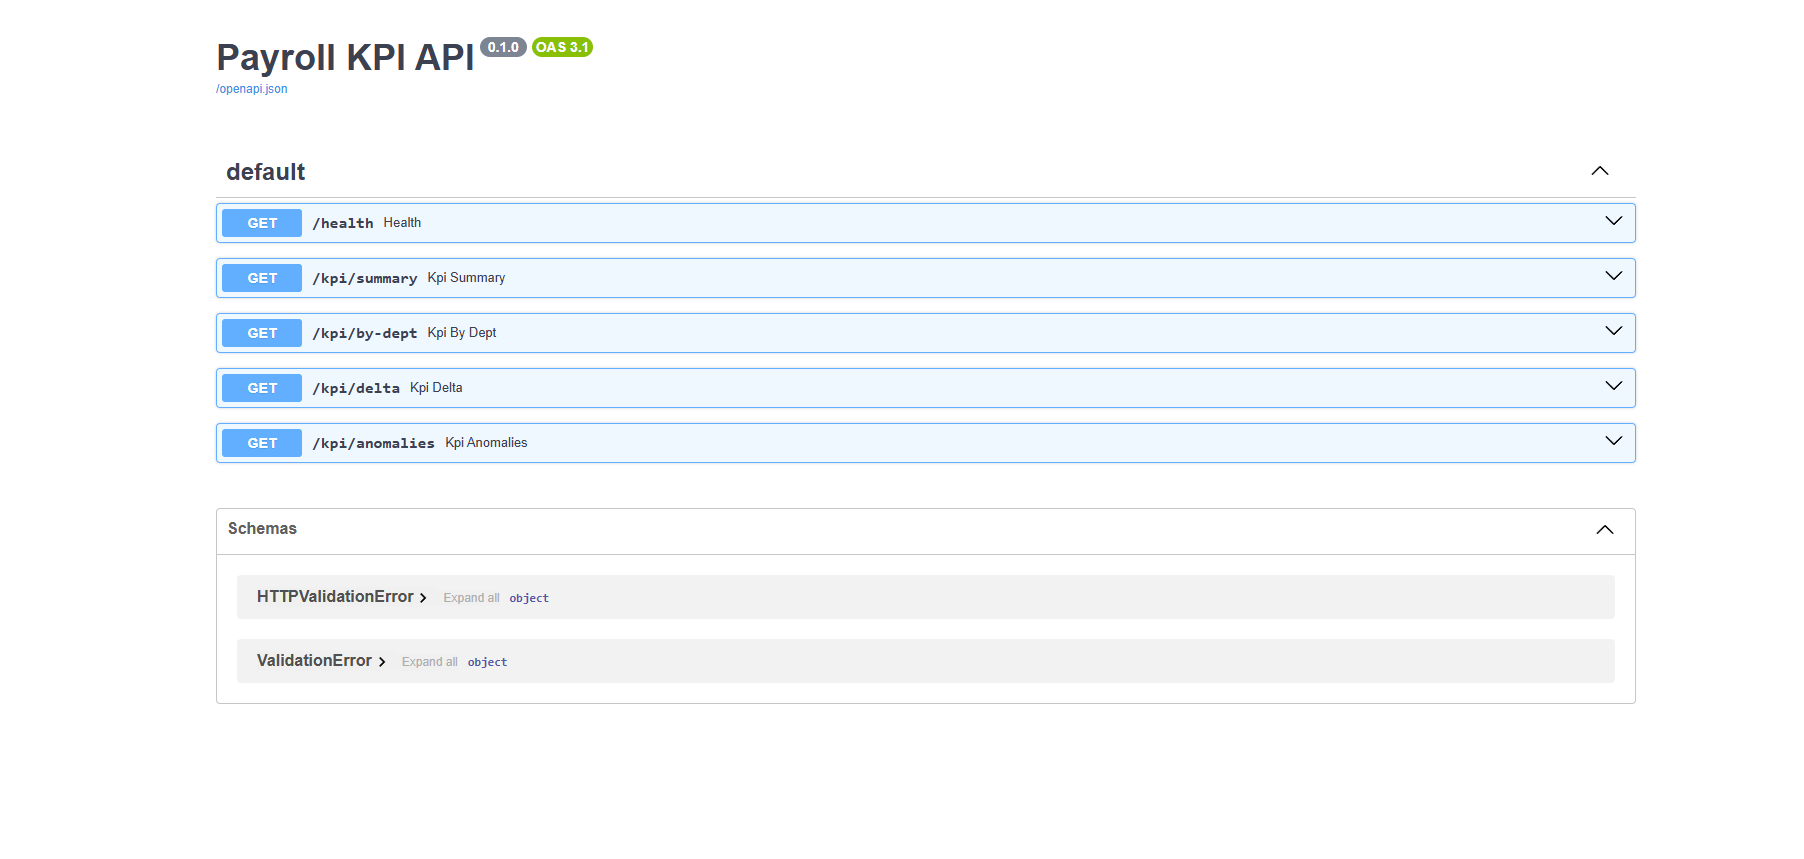 Payroll KPI API 0.1.0 OAS 3.1
/openapi.json
default
GET /health Health
GET /kpi/summary Kpi Summary
GET /kpi/by-dept Kpi By Dept
GET /kpi/delta Kpi Delta
GET /kpi/anomalies Kpi Anomalies
Schemas
HTTPValidationError Expand all object
ValidationError Expand all object